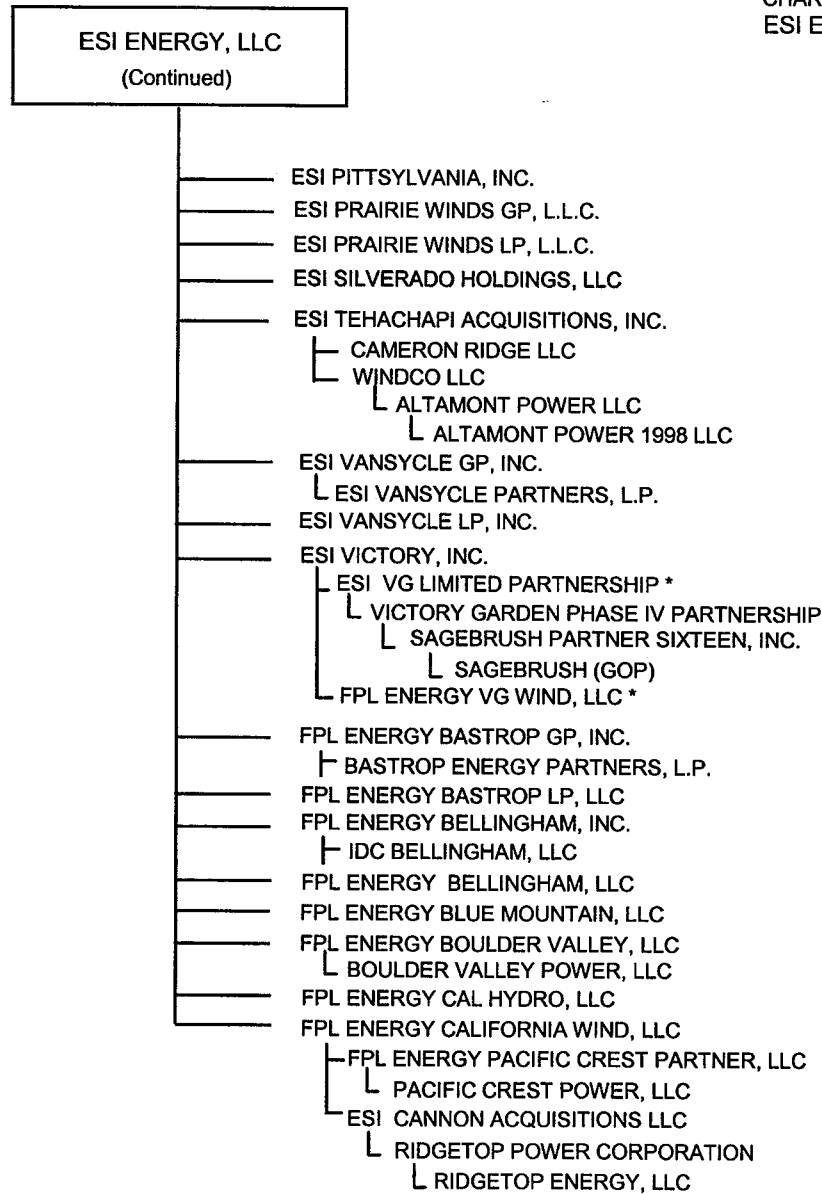 CHAR
ESI E
ESI ENERGY, LLC
(Continued)
ESI PITTSYLVANIA, INC.
ESI PRAIRIE WINDS GP, L.L.C.
ESI PRAIRIE WINDS LP, L.L.C.
ESI SILVERADO HOLDINGS, LLC
ESI TEHACHAPI ACQUISITIONS, INC.
CAMERON RIDGE LLC
WINDCO LLC
ALTAMONT POWER LLC
ALTAMONT POWER 1998 LLC
ESI VANSYCLE GP, INC.
ESI VANSYCLE PARTNERS, L.P.
ESI VANSYCLE LP, INC.
ESI VICTORY, INC.
ESI VG LIMITED PARTNERSHIP *
VICTORY GARDEN PHASE IV PARTNERSHIP
SAGEBRUSH PARTNER SIXTEEN, INC.
SAGEBRUSH (GOP)
FPL ENERGY VG WIND, LLC *
FPL ENERGY BASTROP GP, INC.
BASTROP ENERGY PARTNERS, L.P.
FPL ENERGY BASTROP LP, LLC
FPL ENERGY BELLINGHAM, INC.
IDC BELLINGHAM, LLC
FPL ENERGY BELLINGHAM, LLC
FPL ENERGY BLUE MOUNTAIN, LLC
FPL ENERGY BOULDER VALLEY, LLC
BOULDER VALLEY POWER, LLC
FPL ENERGY CAL HYDRO, LLC
FPL ENERGY CALIFORNIA WIND, LLC
FPL ENERGY PACIFIC CREST PARTNER, LLC
PACIFIC CREST POWER, LLC
ESI CANNON ACQUISITIONS LLC
RIDGETOP POWER CORPORATION
RIDGETOP ENERGY, LLC